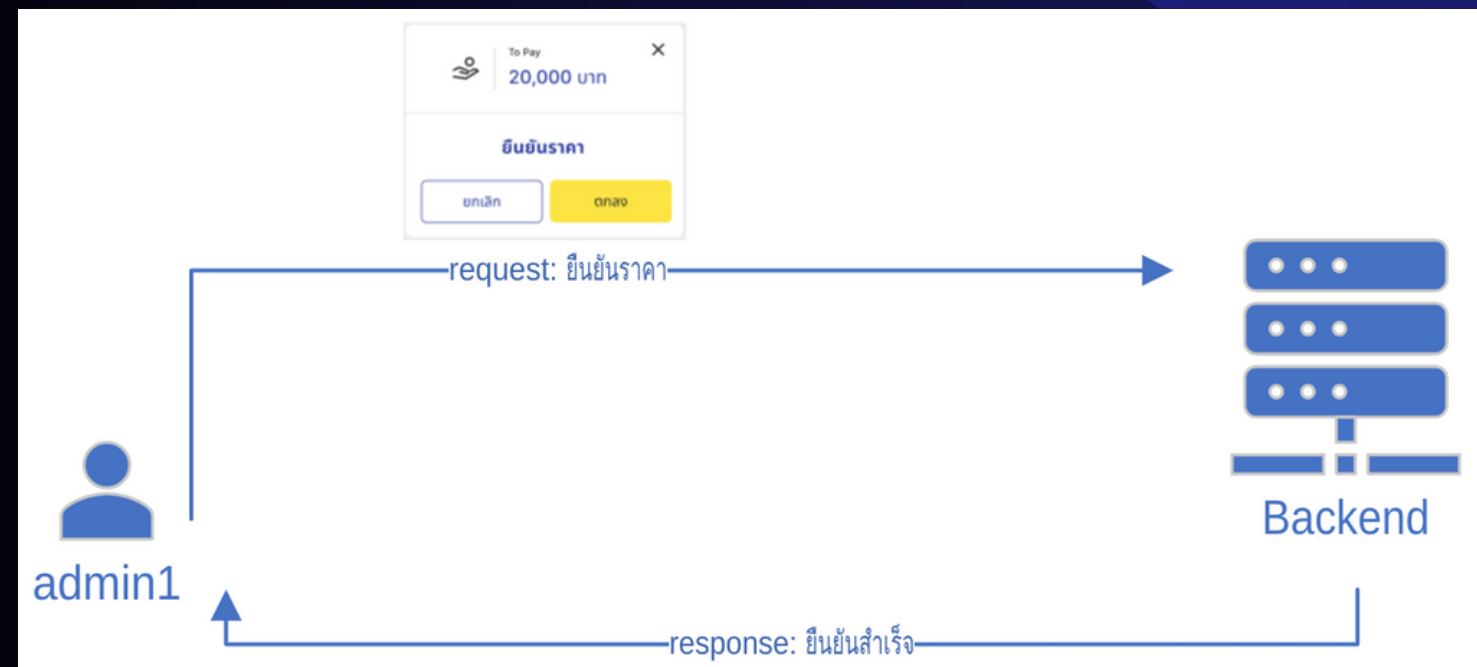 To Pay
20,000 บาท
ยืนยันราคา
ยกเลิก
ตกลง
request: ยืนยันราคา
Backend
admin1
response: ยืนยันสำเร็จ